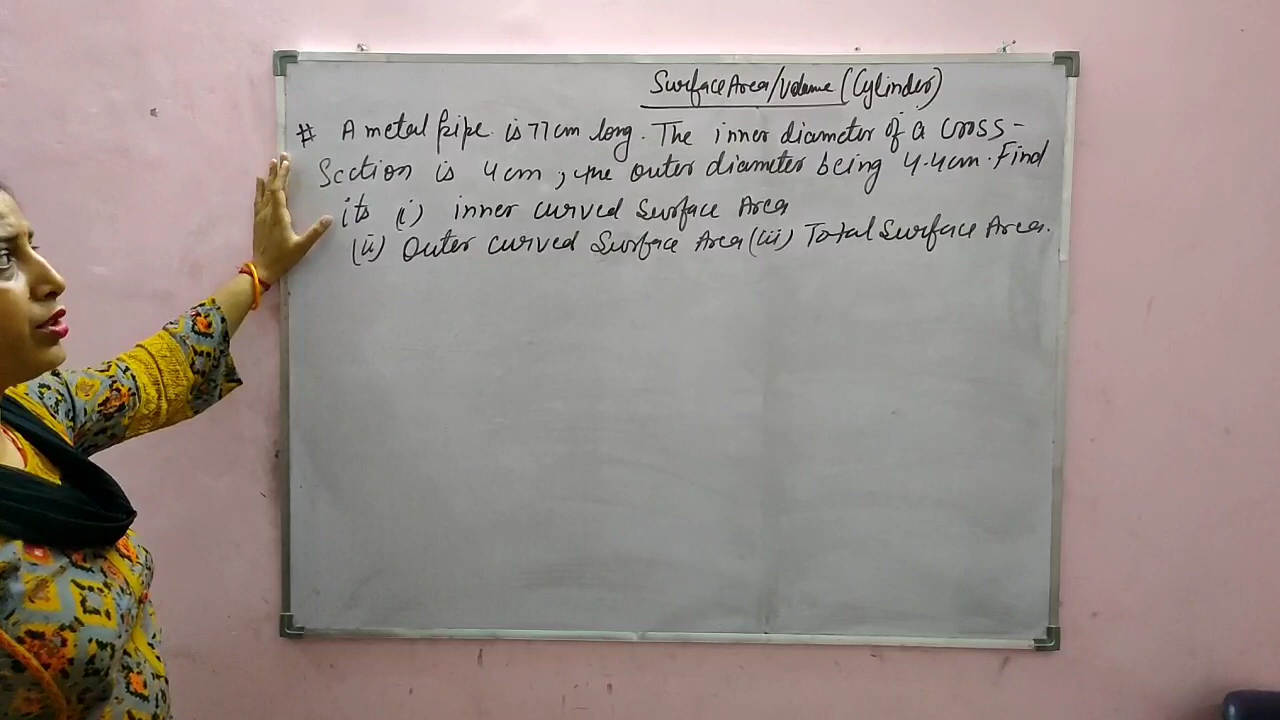 Surface Area/Volume (Cylinder)
# A metal pipe is 77cm long. The inner diameter of a cross-
Section is 4cm, the outer diameter being 4.4cm. Find
its (i) inner curved Surface Area
(ii) Outer curved Surface Area (iii) Total Surface Area.